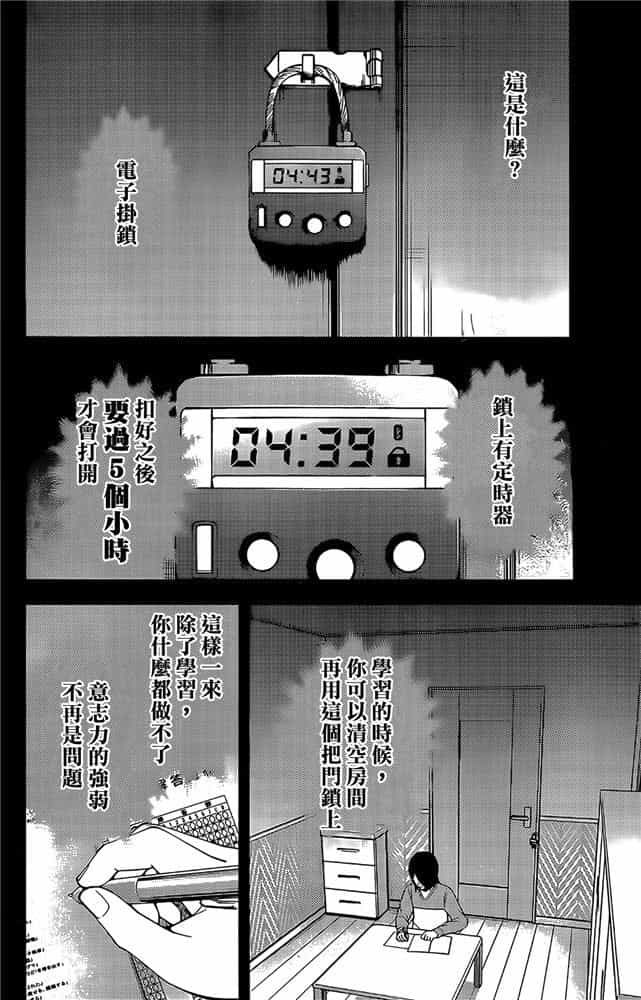 這是什麼？
電子掛鎖
04:43
鎖上有定時器
04:39
扣好之後
要過5個小時
才會打開
學習的時候，
你可以清空房間
再用這個把門鎖上
這樣一來
除了學習，
你什麼都做不了
意志力的強弱
不再是問題